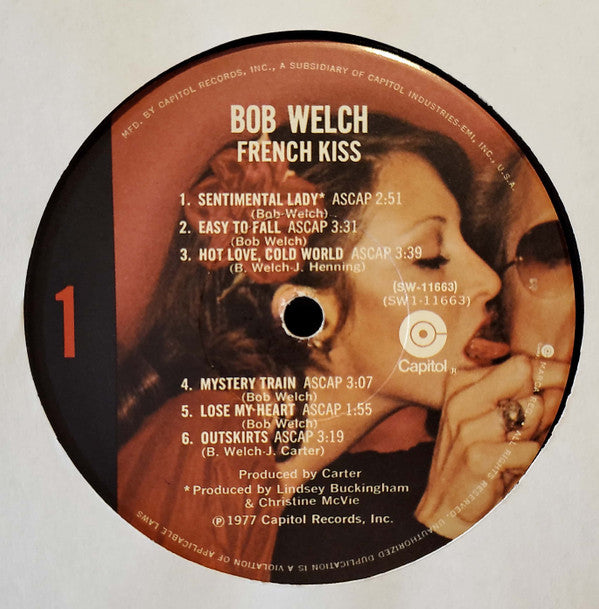 MFD. BY CAPITOL RECORDS, INC., A SUBSIDIARY OF CAPITOL INDUSTRIES-EMI, INC., U.S.A.
BOB WELCH
FRENCH KISS
1. SENTIMENTAL LADY* ASCAP 2:51
(Bob Welch)
2. EASY TO FALL ASCAP 3:31
(Bob Welch)
3. HOT LOVE, COLD WORLD ASCAP 3:39
(B. Welch-J. Henning)
(SW-11663)
(SW1-11663)
1
Capitol
4. MYSTERY TRAIN ASCAP 3:07
(Bob Welch)
5. LOSE MY HEART ASCAP 1:55
(Bob Welch)
6. OUTSKIRTS ASCAP 3:19
(B. Welch-J. Carter)
Produced by Carter
*Produced by Lindsey Buckingham
& Christine McVie
℗ 1977 Capitol Records, Inc.
ALL RIGHTS RESERVED. UNAUTHORIZED DUPLICATION IS A VIOLATION OF APPLICABLE LAWS